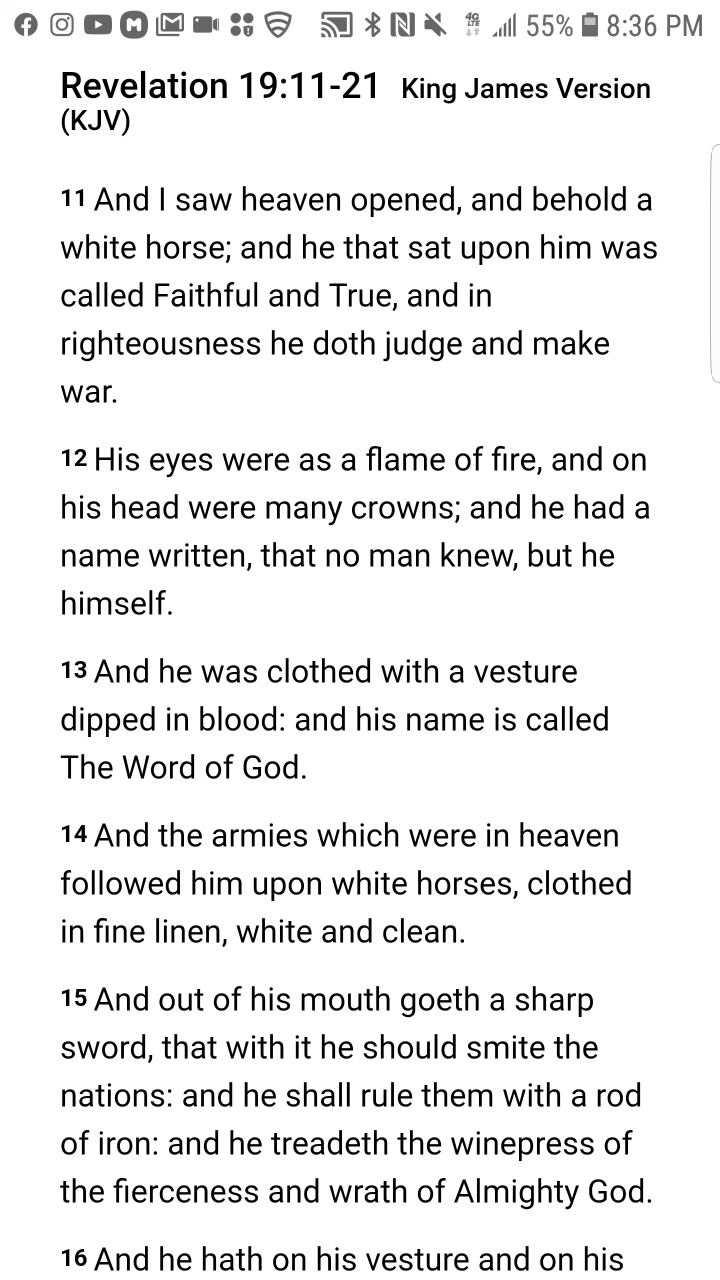 55% 8:36 PM
Revelation 19:11-21 King James Version
(KJV)
11 And I saw heaven opened, and behold a
white horse; and he that sat upon him was
called Faithful and True, and in
righteousness he doth judge and make
war.
12 His eyes were as a flame of fire, and on
his head were many crowns; and he had a
name written, that no man knew, but he
himself.
13 And he was clothed with a vesture
dipped in blood: and his name is called
The Word of God.
14 And the armies which were in heaven
followed him upon white horses, clothed
in fine linen, white and clean.
15 And out of his mouth goeth a sharp
sword, that with it he should smite the
nations: and he shall rule them with a rod
of iron: and he treadeth the winepress of
the fierceness and wrath of Almighty God.
16 And he hath on his vesture and on his